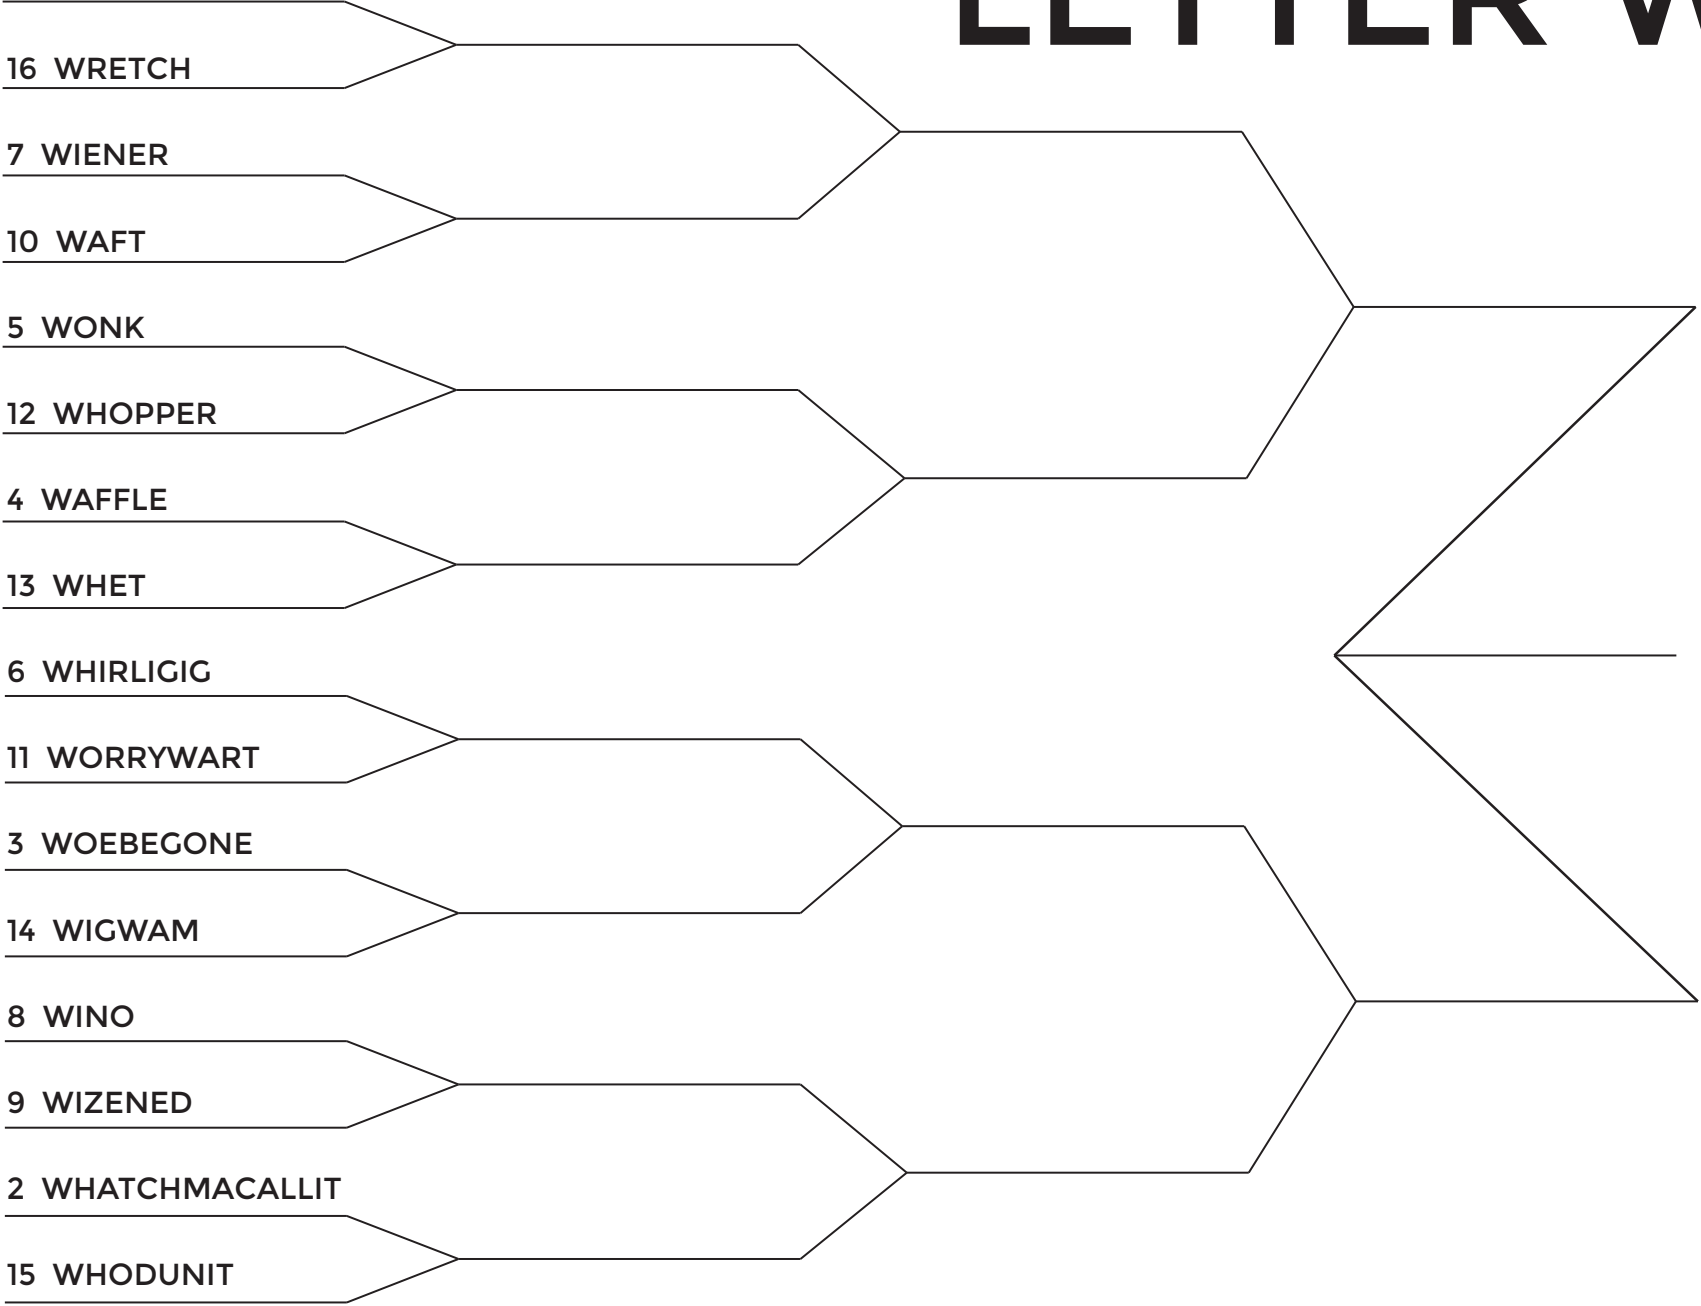 LETTER W
16 WRETCH
7 WIENER
10 WAFT
5 WONK
12 WHOPPER
4 WAFFLE
13 WHET
6 WHIRLIGIG
11 WORRYWART
3 WOEBEGONE
14 WIGWAM
8 WINO
9 WIZENED
2 WHATCHMACALLIT
15 WHODUNIT